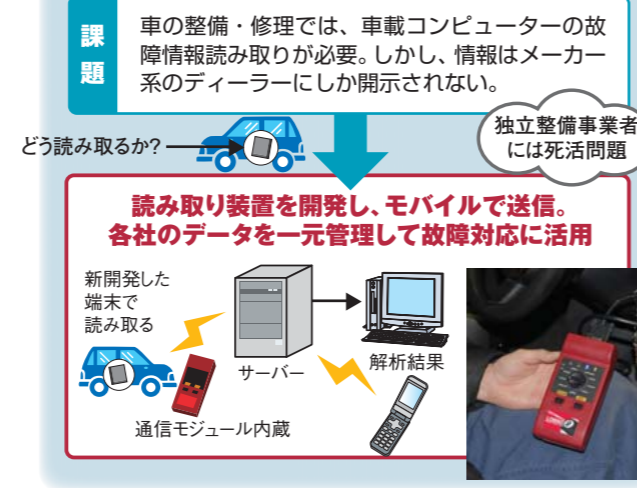 課題
車の整備・修理では、車載コンピューターの故
障情報読み取りが必要。しかし、情報はメーカー
系のディーラーにしか開示されない。
どう読み取るか?
独立整備事業者
には死活問題
読み取り装置を開発し、モバイルで送信。
各社のデータを一元管理して故障対応に活用
新開発した
端末で
読み取る
サーバー
解析結果
通信モジュール内蔵